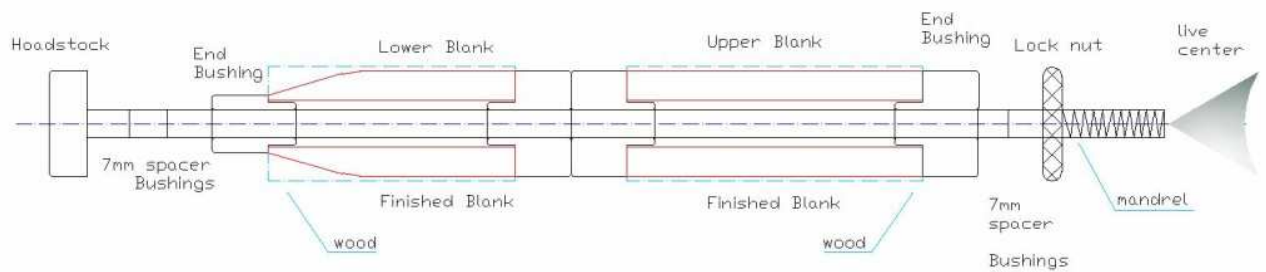 Hoadstock
End
Bushing
Lower Blank
Upper Blank
End
Bushing
Lock nut
live
center
7mm spacer
Bushings
Finished Blank
Finished Blank
7mm
spacer
Bushings
mandrel
wood
wood